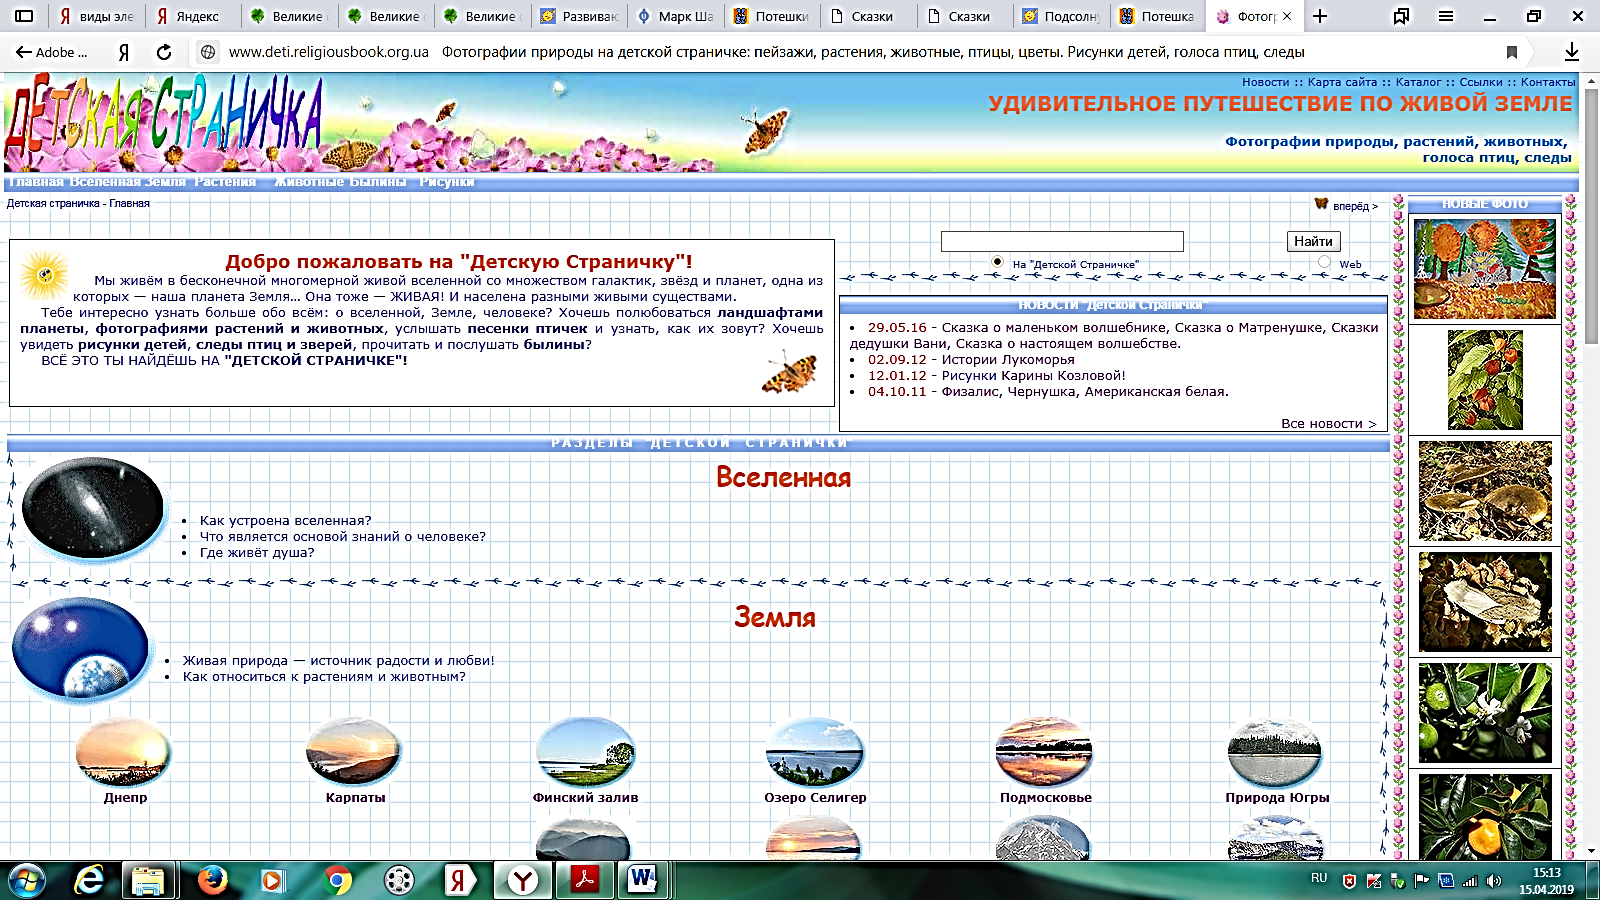 виды эле
Яндекс
Великие
Великие
Великие
Развиваю
Марк Ша
Потешки
Сказки
Сказки
Подсолну
Потешка
Фотогр
Adobe ...
www.deti.religiousbook.org.ua Фотографии природы на детской страничке: пейзажи, растения, животные, птицы, цветы. Рисунки детей, голоса птиц, следы
ДЕТСКАЯ СТРАНИЧКА
Новости :: Карта сайта :: Каталог :: Ссылки :: Контакты
УДИВИТЕЛЬНОЕ ПУТЕШЕСТВИЕ ПО ЖИВОЙ ЗЕМЛЕ
Фотографии природы, растений, животных,
голоса птиц, следы
Главная Вселенная Земля Растения Животные Былины Рисунки
Детская страничка - Главная
вперёд >
Найти
На "Детской Страничке"
Web
Добро пожаловать на "Детскую Страничку"!
Мы живём в бесконечной многомерной живой вселенной со множеством галактик, звёзд и планет, одна из
которых — наша планета Земля... Она тоже — ЖИВАЯ! И населена разными живыми существами.
Тебе интересно узнать больше обо всём: о вселенной, Земле, человеке? Хочешь полюбоваться ландшафтами
планеты, фотографиями растений и животных, услышать песенки птичек и узнать, как их зовут? Хочешь
увидеть рисунки детей, следы птиц и зверей, прочитать и послушать былины?
ВСЁ ЭТО ТЫ НАЙДЁШЬ НА "ДЕТСКОЙ СТРАНИЧКЕ"!
НОВОСТИ "Детской Странички"
29.05.16 - Сказка о маленьком волшебнике, Сказка о Матренушке, Сказки
дедушки Вани, Сказка о настоящем волшебстве.
02.09.12 - Истории Лукоморья
12.01.12 - Рисунки Карины Козловой!
04.10.11 - Физалис, Чернушка, Американская белая.
Все новости >
НОВЫЕ ФОТО
РАЗДЕЛЫ "ДЕТСКОЙ СТРАНИЧКИ"
Вселенная
Как устроена вселенная?
Что является основой знаний о человеке?
Где живёт душа?
Земля
Живая природа — источник радости и любви!
Как относиться к растениям и животным?
Днепр
Карпаты
Финский залив
Озеро Селигер
Подмосковье
Природа Югры
RU
15:13
15.04.2019